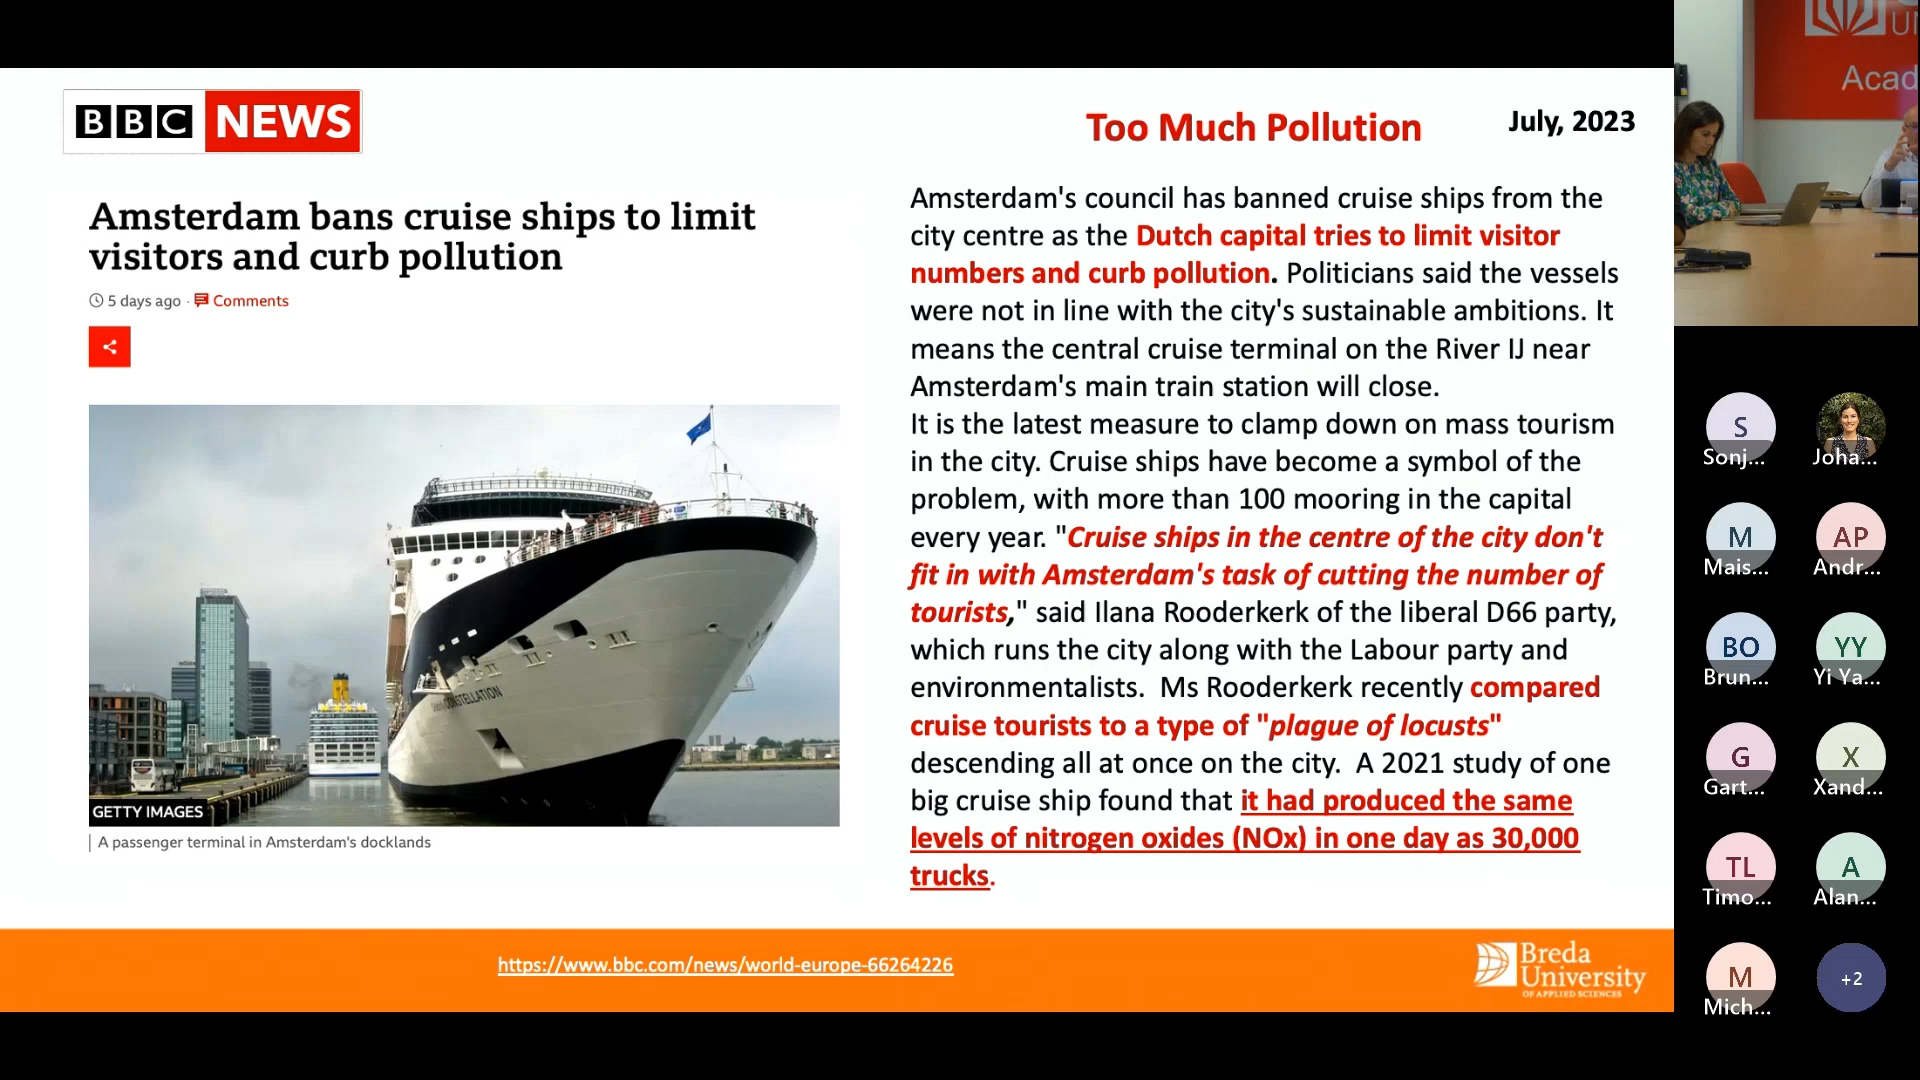 BBC NEWS
Too Much Pollution
July, 2023
Amsterdam bans cruise ships to limit
visitors and curb pollution
5 days ago · Comments
GETTY IMAGES
A passenger terminal in Amsterdam's docklands
Amsterdam's council has banned cruise ships from the
city centre as the Dutch capital tries to limit visitor
numbers and curb pollution. Politicians said the vessels
were not in line with the city's sustainable ambitions. It
means the central cruise terminal on the River IJ near
Amsterdam's main train station will close.
It is the latest measure to clamp down on mass tourism
in the city. Cruise ships have become a symbol of the
problem, with more than 100 mooring in the capital
every year. "Cruise ships in the centre of the city don't
fit in with Amsterdam's task of cutting the number of
tourists," said Ilana Rooderkerk of the liberal D66 party,
which runs the city along with the Labour party and
environmentalists.  Ms Rooderkerk recently compared
cruise tourists to a type of "plague of locusts"
descending all at once on the city.  A 2021 study of one
big cruise ship found that it had produced the same
levels of nitrogen oxides (NOx) in one day as 30,000
trucks.
https://www.bbc.com/news/world-europe-66264226
Breda
University
OF APPLIED SCIENCES
UN
Acad
S
Sonj...
Joha...
M
Mais...
AP
Andr...
BO
Brun...
YY
Yi Ya...
G
Gart...
X
Xand...
TL
Timo...
A
Alan...
M
Mich...
+2